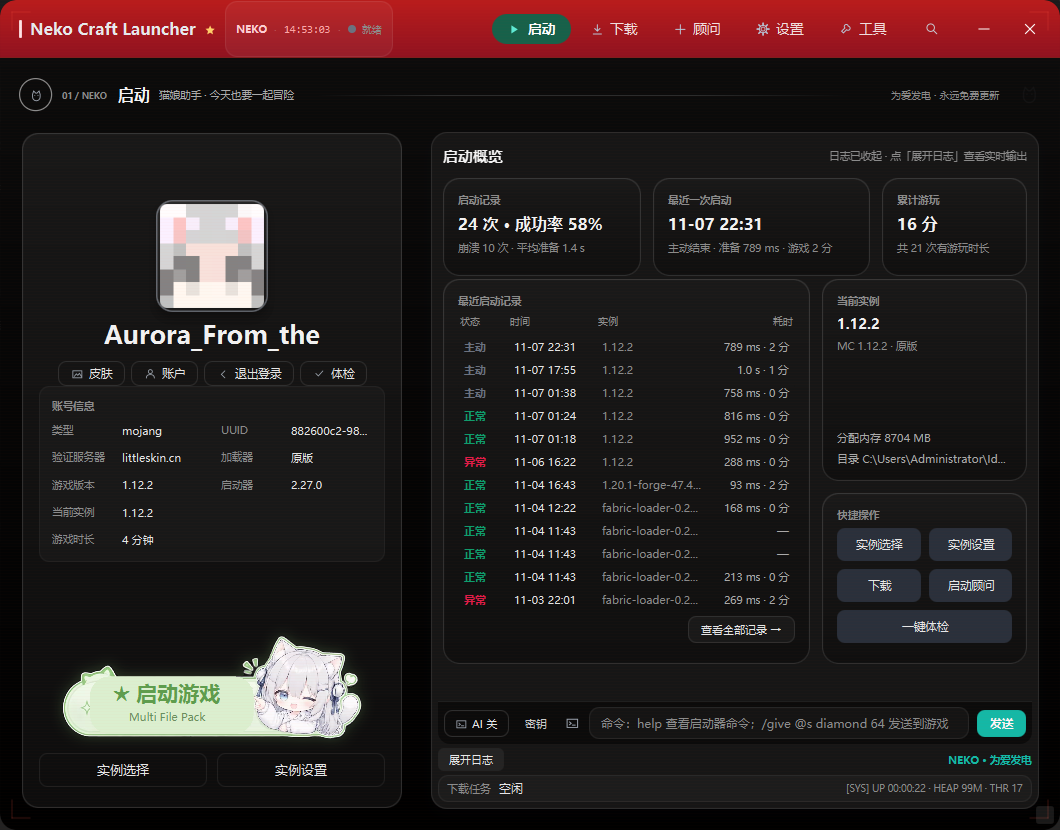 Neko Craft Launcher ★ NEKO · 14:53:03 · 就绪 启动 下载 顾问 设置 工具
01 / NEKO 启动 猫娘助手 · 今天也要一起冒险 为爱发电 · 永远免费更新
Aurora_From_the
皮肤 账户 退出登录 体检
账号信息
类型 mojang UUID 882600c2-98...
验证服务器 littleskin.cn 加载器 原版
游戏版本 1.12.2 启动器 2.27.0
当前实例 1.12.2
游戏时长 4 分钟
★ 启动游戏
Multi File Pack
实例选择 实例设置
启动概览 日志已收起 · 点「展开日志」查看实时输出
启动记录
24 次 • 成功率 58%
崩溃 10 次 · 平均准备 1.4 s
最近一次启动
11-07 22:31
主动结束 · 准备 789 ms · 游戏 2 分
累计游玩
16 分
共 21 次有游玩时长
最近启动记录
状态 时间 实例 耗时
主动 11-07 22:31 1.12.2 789 ms · 2 分
主动 11-07 17:55 1.12.2 1.0 s · 1 分
主动 11-07 01:38 1.12.2 758 ms · 0 分
正常 11-07 01:24 1.12.2 816 ms · 0 分
正常 11-07 01:18 1.12.2 952 ms · 0 分
异常 11-06 16:22 1.12.2 288 ms · 0 分
正常 11-04 16:43 1.20.1-forge-47.4... 93 ms · 2 分
正常 11-04 12:22 fabric-loader-0.2... 168 ms · 0 分
正常 11-04 11:43 fabric-loader-0.2... —
正常 11-04 11:43 fabric-loader-0.2... —
正常 11-04 11:43 fabric-loader-0.2... 213 ms · 0 分
异常 11-03 22:01 fabric-loader-0.2... 269 ms · 2 分
查看全部记录 →
当前实例
1.12.2
MC 1.12.2 · 原版
分配内存 8704 MB
目录 C:\Users\Administrator\Id...
快捷操作
实例选择 实例设置
下载 启动顾问
一键体检
AI 关 密钥 命令：help 查看启动器命令；/give @s diamond 64 发送到游戏 发送
展开日志 NEKO • 为爱发电
下载任务 空闲 [SYS] UP 00:00:22 · HEAP 99M · THR 17